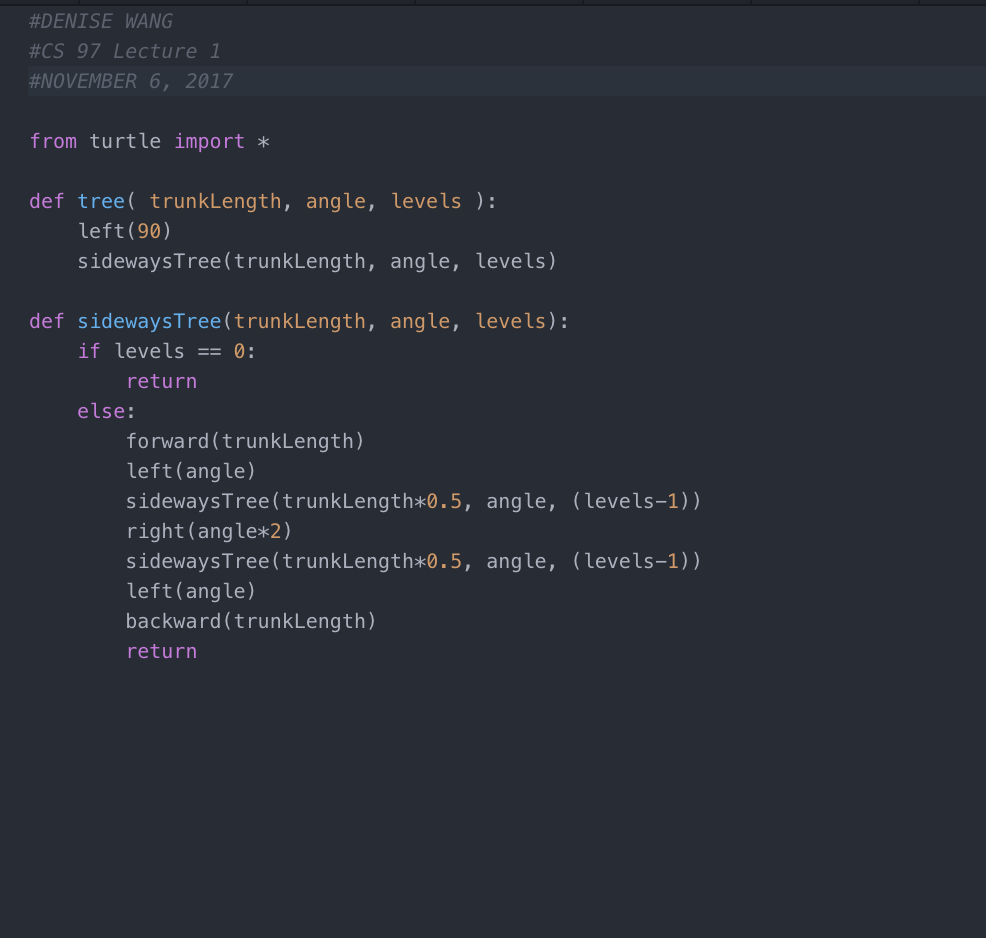 #DENISE WANG
#CS 97 Lecture 1
#NOVEMBER 6, 2017
from turtle import *
def tree( trunkLength, angle, levels ):
    left(90)
    sidewaysTree(trunkLength, angle, levels)
def sidewaysTree(trunkLength, angle, levels):
    if levels == 0:
        return
    else:
        forward(trunkLength)
        left(angle)
        sidewaysTree(trunkLength*0.5, angle, (levels-1))
        right(angle*2)
        sidewaysTree(trunkLength*0.5, angle, (levels-1))
        left(angle)
        backward(trunkLength)
        return